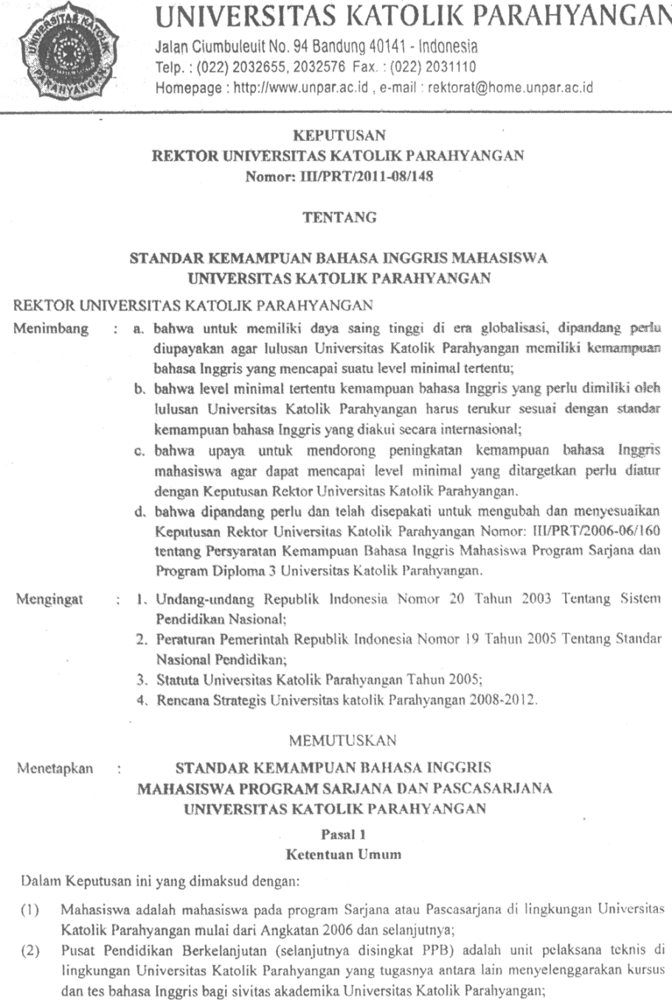 UNIVERSITAS KATOLIK PARAHYANGAN
UNIVERSITAS KATOLIK
PARAHYANGAN
Jalan Ciumbuleuit No. 94 Bandung 40141 - Indonesia
Telp. : (022) 2032655, 2032576 Fax. : (022) 2031110
Homepage : http://www.unpar.ac.id , e-mail : rektorat@home.unpar.ac.id
KEPUTUSAN
REKTOR UNIVERSITAS KATOLIK PARAHYANGAN
Nomor: III/PRT/2011-08/148
TENTANG
STANDAR KEMAMPUAN BAHASA INGGRIS MAHASISWA
UNIVERSITAS KATOLIK PARAHYANGAN
REKTOR UNIVERSITAS KATOLIK PARAHYANGAN
Menimbang : a. bahwa untuk memiliki daya saing tinggi di era globalisasi, dipandang perlu
diupayakan agar lulusan Universitas Katolik Parahyangan memiliki kemampuan
bahasa Inggris yang mencapai suatu level minimal tertentu;
b. bahwa level minimal tertentu kemampuan bahasa Inggris yang perlu dimiliki oleh
lulusan Universitas Katolik Parahyangan harus terukur sesuai dengan standar
kemampuan bahasa Inggris yang diakui secara internasional;
c. bahwa upaya untuk mendorong peningkatan kemampuan bahasa Inggris
mahasiswa agar dapat mencapai level minimal yang ditargetkan perlu diatur
dengan Keputusan Rektor Universitas Katolik Parahyangan.
d. bahwa dipandang perlu dan telah disepakati untuk mengubah dan menyesuaikan
Keputusan Rektor Universitas Katolik Parahyangan Nomor: III/PRT/2006-06/160
tentang Persyaratan Kemampuan Bahasa Inggris Mahasiswa Program Sarjana dan
Program Diploma 3 Universitas Katolik Parahyangan.
Mengingat : 1. Undang-undang Republik Indonesia Nomor 20 Tahun 2003 Tentang Sistem
Pendidikan Nasional;
2. Peraturan Pemerintah Republik Indonesia Nomor 19 Tahun 2005 Tentang Standar
Nasional Pendidikan;
3. Statuta Universitas Katolik Parahyangan Tahun 2005;
4. Rencana Strategis Universitas katolik Parahyangan 2008-2012.
MEMUTUSKAN
Menetapkan : STANDAR KEMAMPUAN BAHASA INGGRIS
MAHASISWA PROGRAM SARJANA DAN PASCASARJANA
UNIVERSITAS KATOLIK PARAHYANGAN
Pasal 1
Ketentuan Umum
Dalam Keputusan ini yang dimaksud dengan:
(1) Mahasiswa adalah mahasiswa pada program Sarjana atau Pascasarjana di lingkungan Universitas
Katolik Parahyangan mulai dari Angkatan 2006 dan selanjutnya;
(2) Pusat Pendidikan Berkelanjutan (selanjutnya disingkat PPB) adalah unit pelaksana teknis di
lingkungan Universitas Katolik Parahyangan yang tugasnya antara lain menyelenggarakan kursus
dan tes bahasa Inggris bagi sivitas akademika Universitas Katolik Parahyangan;